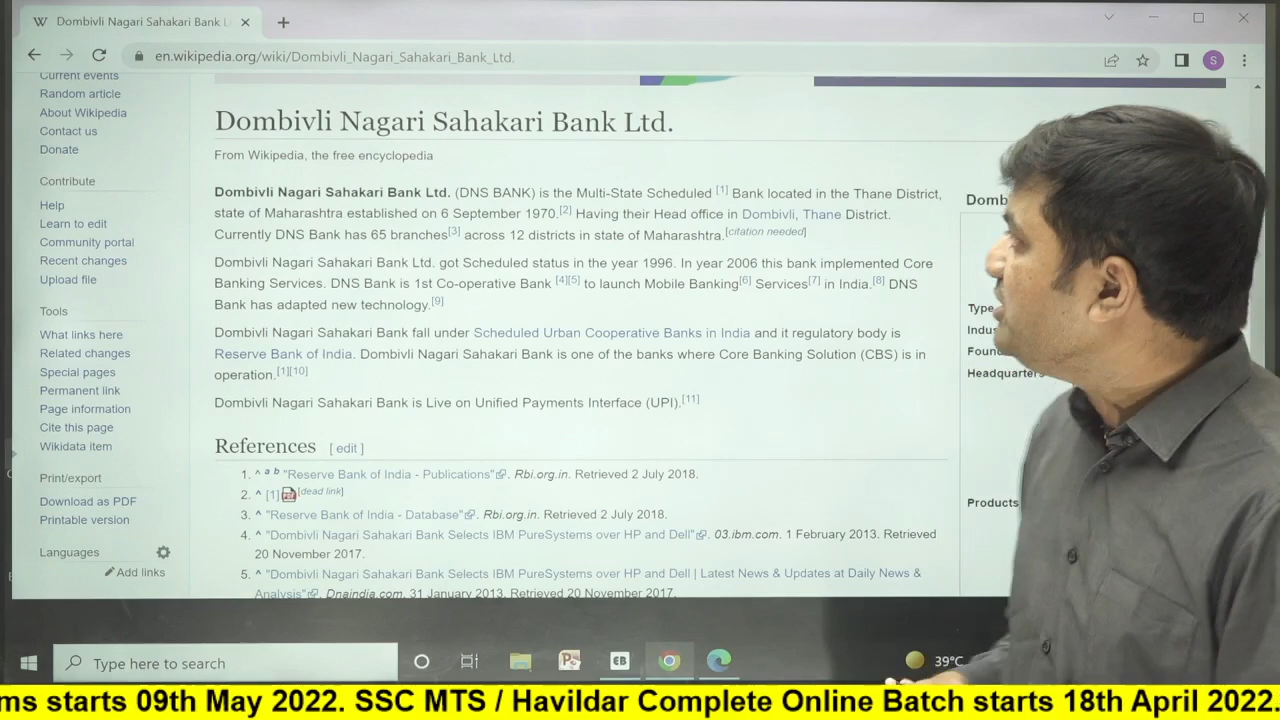 Dombivli Nagari Sahakari Bank L
en.wikipedia.org/wiki/Dombivli_Nagari_Sahakari_Bank_Ltd.
S
Current events
Random article
About Wikipedia
Contact us
Donate
Contribute
Help
Learn to edit
Community portal
Recent changes
Upload file
Tools
What links here
Related changes
Special pages
Permanent link
Page information
Cite this page
Wikidata item
Print/export
Download as PDF
Printable version
Languages
Add links
Dombivli Nagari Sahakari Bank Ltd.
From Wikipedia, the free encyclopedia
Dombivli Nagari Sahakari Bank Ltd. (DNS BANK) is the Multi-State Scheduled [1] Bank located in the Thane District,
state of Maharashtra established on 6 September 1970.[2] Having their Head office in Dombivli, Thane District.
Currently DNS Bank has 65 branches[3] across 12 districts in state of Maharashtra.[citation needed]
Dombivli Nagari Sahakari Bank Ltd. got Scheduled status in the year 1996. In year 2006 this bank implemented Core
Banking Services. DNS Bank is 1st Co-operative Bank [4][5] to launch Mobile Banking[6] Services[7] in India.[8] DNS
Bank has adapted new technology.[9]
Dombivli Nagari Sahakari Bank fall under Scheduled Urban Cooperative Banks in India and it regulatory body is
Reserve Bank of India. Dombivli Nagari Sahakari Bank is one of the banks where Core Banking Solution (CBS) is in
operation.[1][10]
Dombivli Nagari Sahakari Bank is Live on Unified Payments Interface (UPI).[11]
References [ edit ]
1. ^ a b "Reserve Bank of India - Publications". Rbi.org.in. Retrieved 2 July 2018.
2. ^ [1] [dead link]
3. ^ "Reserve Bank of India - Database". Rbi.org.in. Retrieved 2 July 2018.
4. ^ "Dombivli Nagari Sahakari Bank Selects IBM PureSystems over HP and Dell". 03.ibm.com. 1 February 2013. Retrieved
20 November 2017.
5. ^ "Dombivli Nagari Sahakari Bank Selects IBM PureSystems over HP and Dell | Latest News & Updates at Daily News &
Analysis". Dnaindia.com. 31 January 2013. Retrieved 20 November 2017.
Domb
Type
Indus
Found
Headquarters
Products
Type here to search
EB
39°C
ms starts 09th May 2022. SSC MTS / Havildar Complete Online Batch starts 18th April 2022.